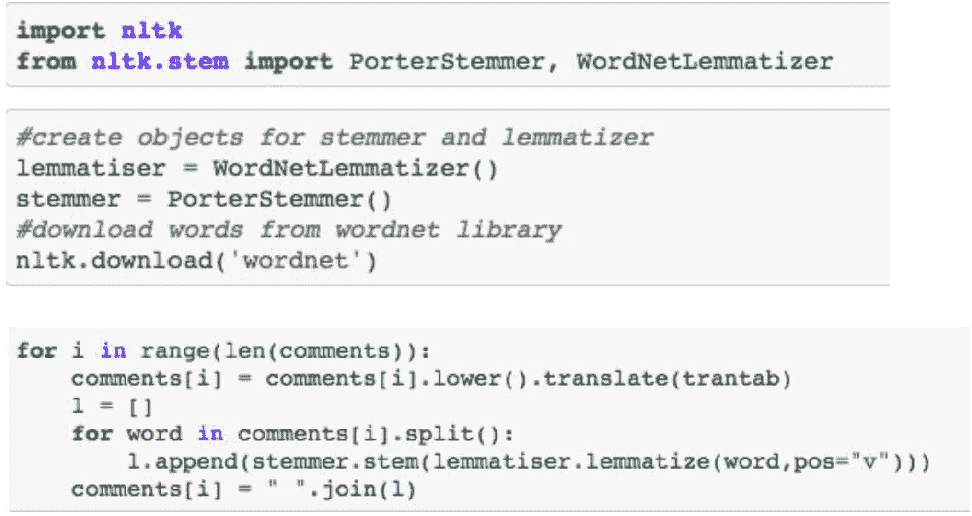 import nltk
from nltk.stem import PorterStemmer, WordNetLemmatizer
#create objects for stemmer and lemmatizer
lemmatiser = WordNetLemmatizer()
stemmer = PorterStemmer()
#download words from wordnet library
nltk.download('wordnet')
for i in range(len(comments)):
    comments[i] = comments[i].lower().translate(trantab)
    l = []
    for word in comments[i].split():
        l.append(stemmer.stem(lemmatiser.lemmatize(word,pos="v")))
    comments[i] = " ".join(l)